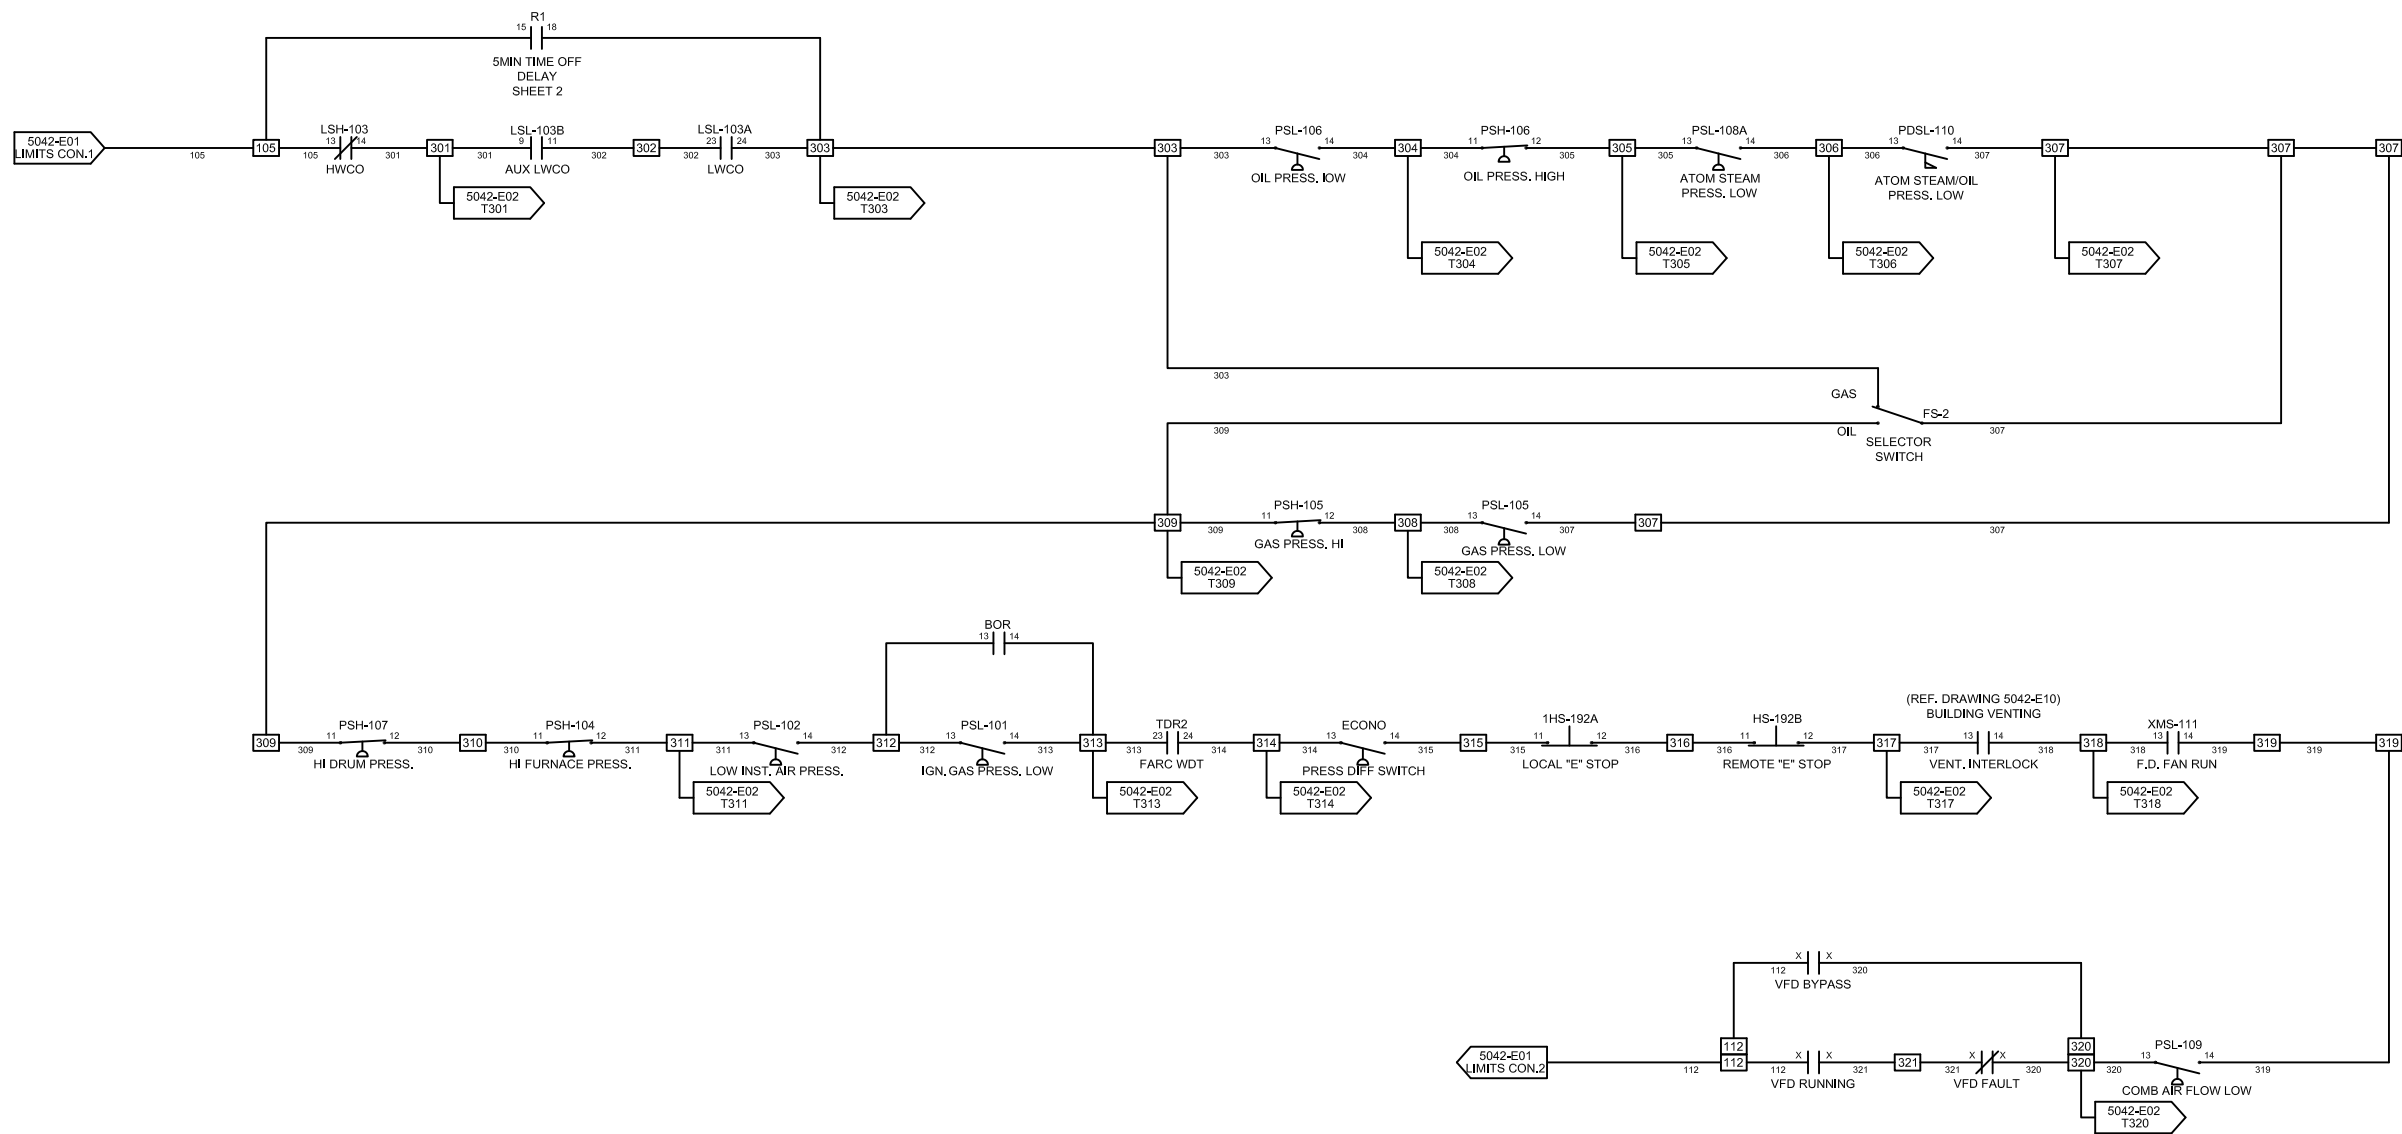 R1
15 18
5MIN TIME OFF
DELAY
SHEET 2
5042-E01
LIMITS CON.1
105
105
LSH-103
13 14
105 301
HWCO
301
LSL-103B
9 11
301 302
AUX LWCO
302
LSL-103A
23 24
302 303
LWCO
303
5042-E02
T301
5042-E02
T303
303
PSL-106
13 14
303 304
OIL PRESS. lOW
304
PSH-106
11 12
304 305
OIL PRESS. HIGH
305
PSL-108A
13 14
305 306
ATOM STEAM
PRESS. LOW
306
PDSL-110
13 14
306 307
ATOM STEAM/OIL
PRESS. LOW
307
307
307
5042-E02
T304
5042-E02
T305
5042-E02
T306
5042-E02
T307
303
GAS
FS-2
309
OIL
307
SELECTOR
SWITCH
309
PSH-105
11 12
309 308
GAS PRESS. HI
308
PSL-105
13 14
308 307
GAS PRESS. LOW
307
307
5042-E02
T309
5042-E02
T308
BOR
13 14
309
PSH-107
11 12
309 310
HI DRUM PRESS.
310
PSH-104
11 12
310 311
HI FURNACE PRESS.
311
PSL-102
13 14
311 312
LOW INST. AIR PRESS.
312
PSL-101
13 14
312 313
IGN. GAS PRESS. LOW
313
TDR2
23 24
313 314
FARC WDT
314
ECONO
13 14
314 315
PRESS DIFF SWITCH
315
1HS-192A
11 12
315 316
LOCAL "E" STOP
316
HS-192B
11 12
316 317
REMOTE "E" STOP
317
(REF. DRAWING 5042-E10)
BUILDING VENTING
13 14
317 318
VENT. INTERLOCK
318
XMS-111
13 14
318 319
F.D. FAN RUN
319
319
319
5042-E02
T311
5042-E02
T313
5042-E02
T314
5042-E02
T317
5042-E02
T318
X X
112 320
VFD BYPASS
112
320
5042-E01
LIMITS CON.2
112
112
X X
112 321
VFD RUNNING
321
X X
321 320
VFD FAULT
320
PSL-109
13 14
320 319
COMB AIR FLOW LOW
5042-E02
T320